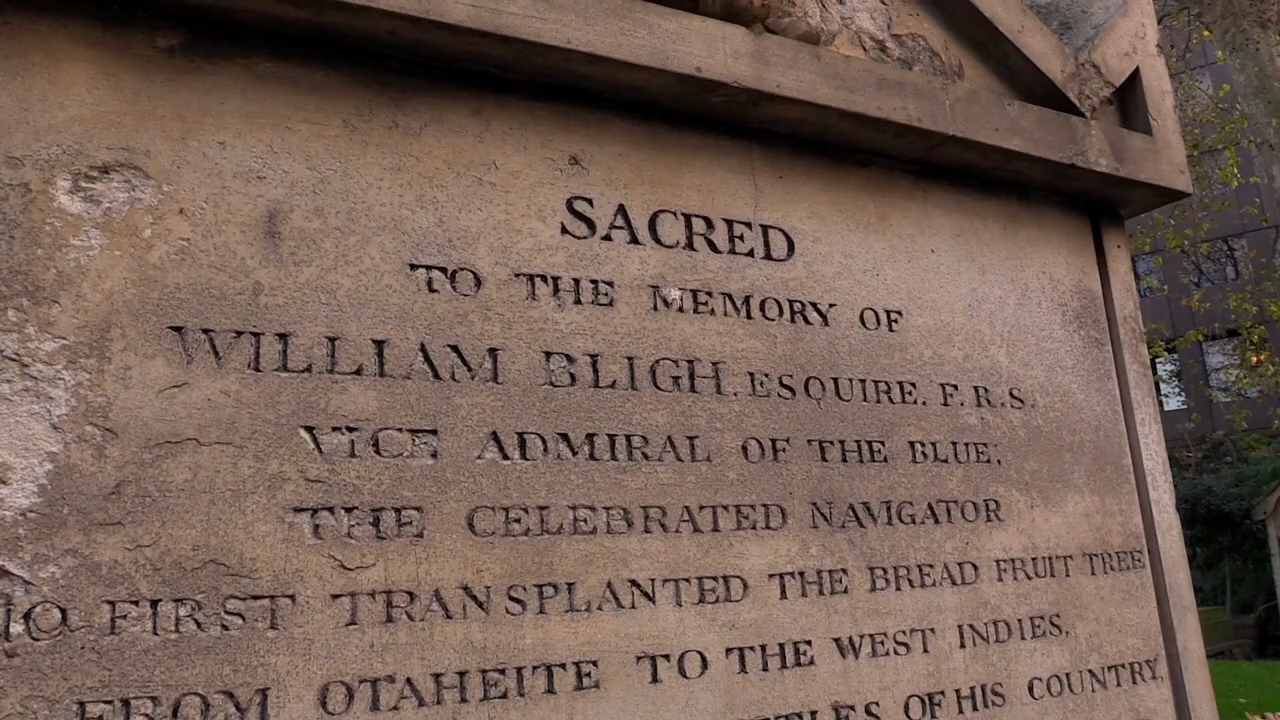 SACRED
TO THE MEMORY OF
WILLIAM BLIGH, ESQUIRE. F.R.S.
VICE ADMIRAL OF THE BLUE;
THE CELEBRATED NAVIGATOR
FIRST TRANSPLANTED THE BREAD FRUIT TREE
FROM OTAHEITE TO THE WEST INDIES,
OF HIS COUNTRY,